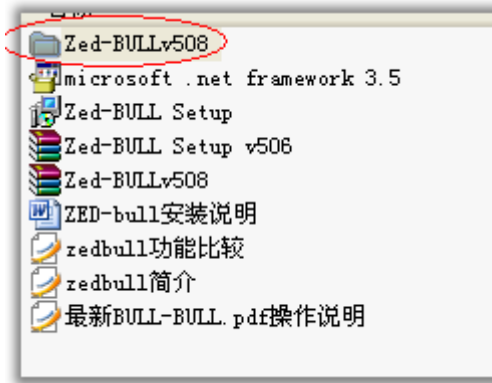 Zed-BULLv508
microsoft .net framework 3.5
Zed-BULL Setup
Zed-BULL Setup v506
Zed-BULLv508
ZED-bull安装说明
zedbull功能比较
zedbull简介
最新BULL-BULL.pdf操作说明